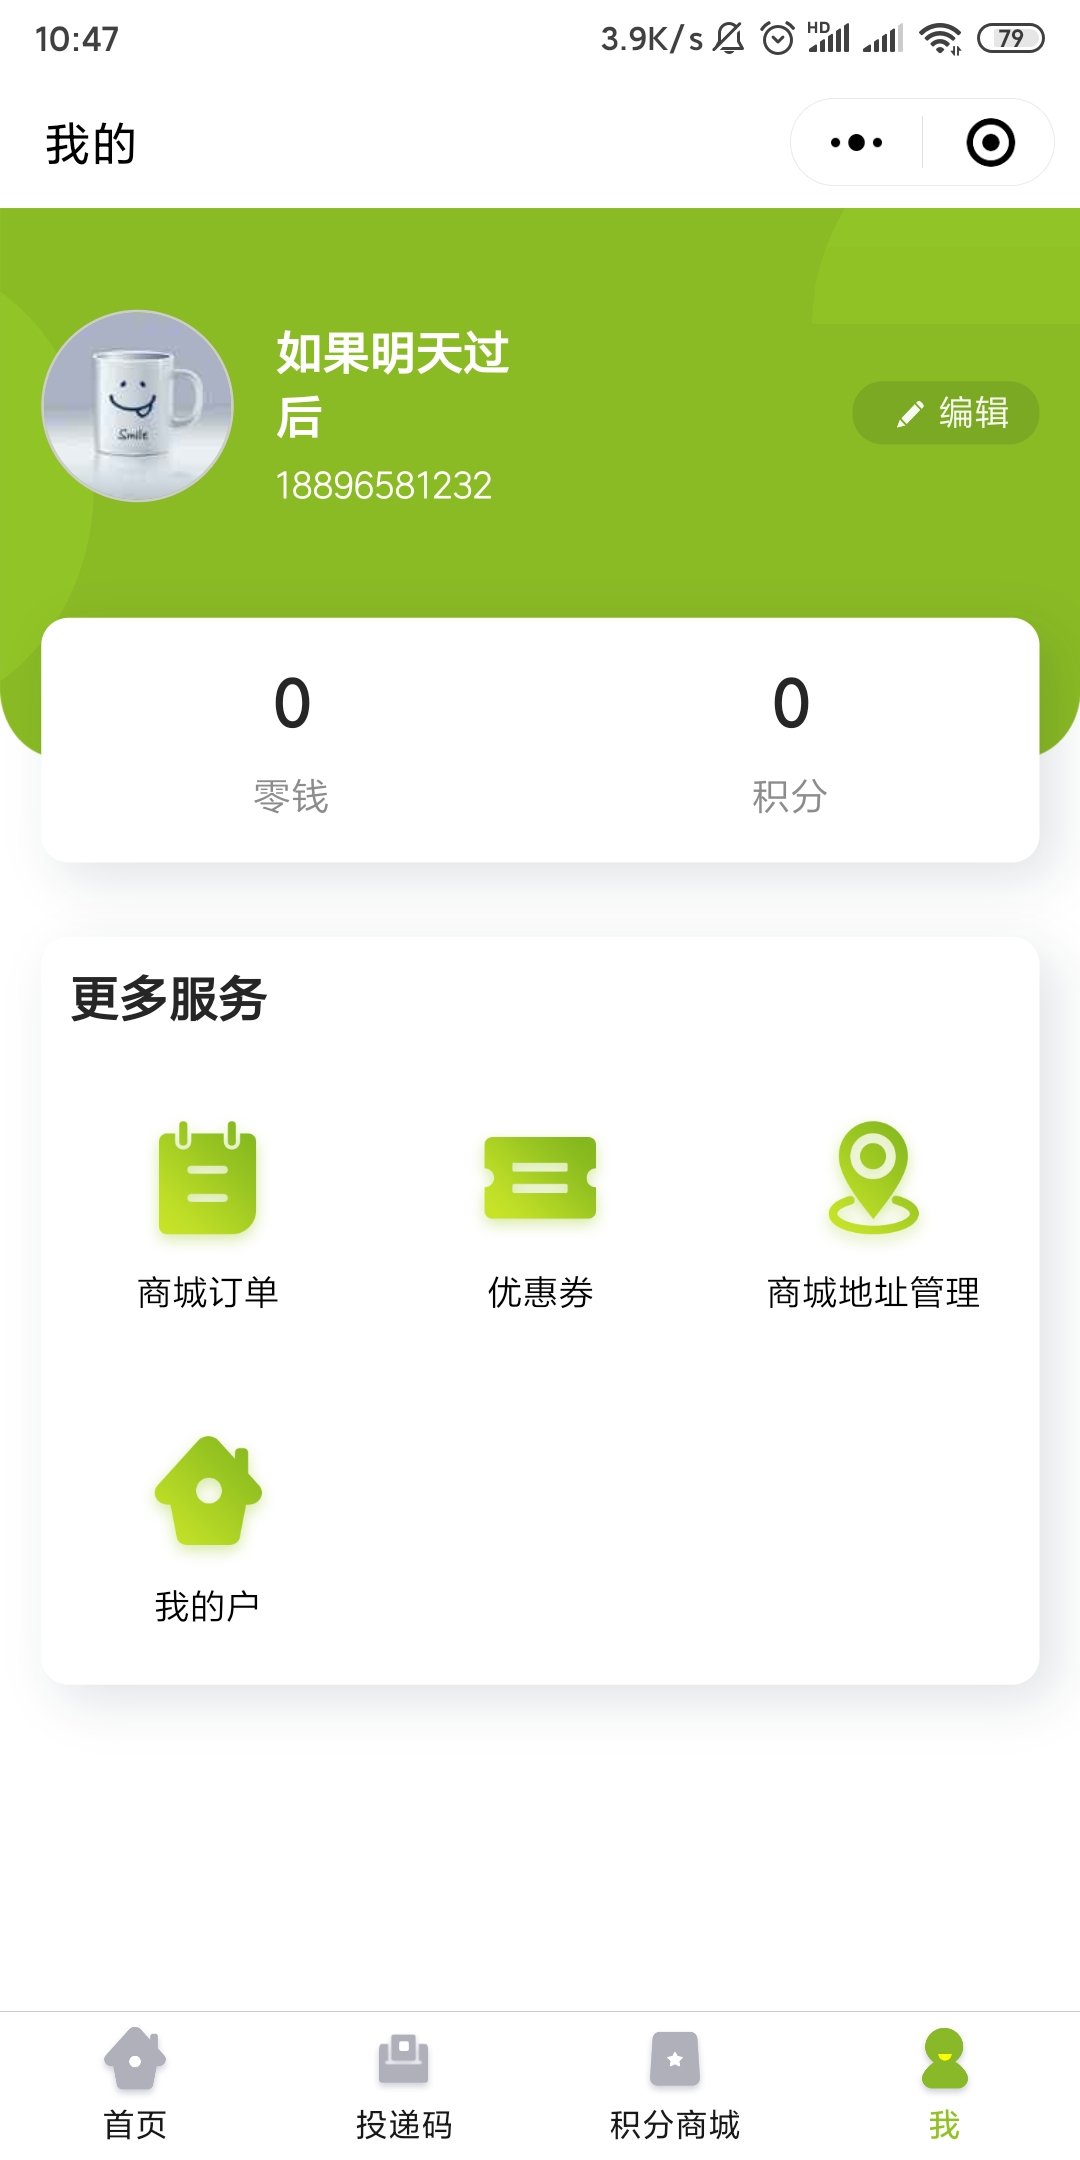 10:47
3.9K/s
HD
79
我的
如果明天过
后
18896581232
编辑
Smile
0
0
零钱
积分
更多服务
商城订单
优惠券
商城地址管理
我的户
首页
投递码
积分商城
我